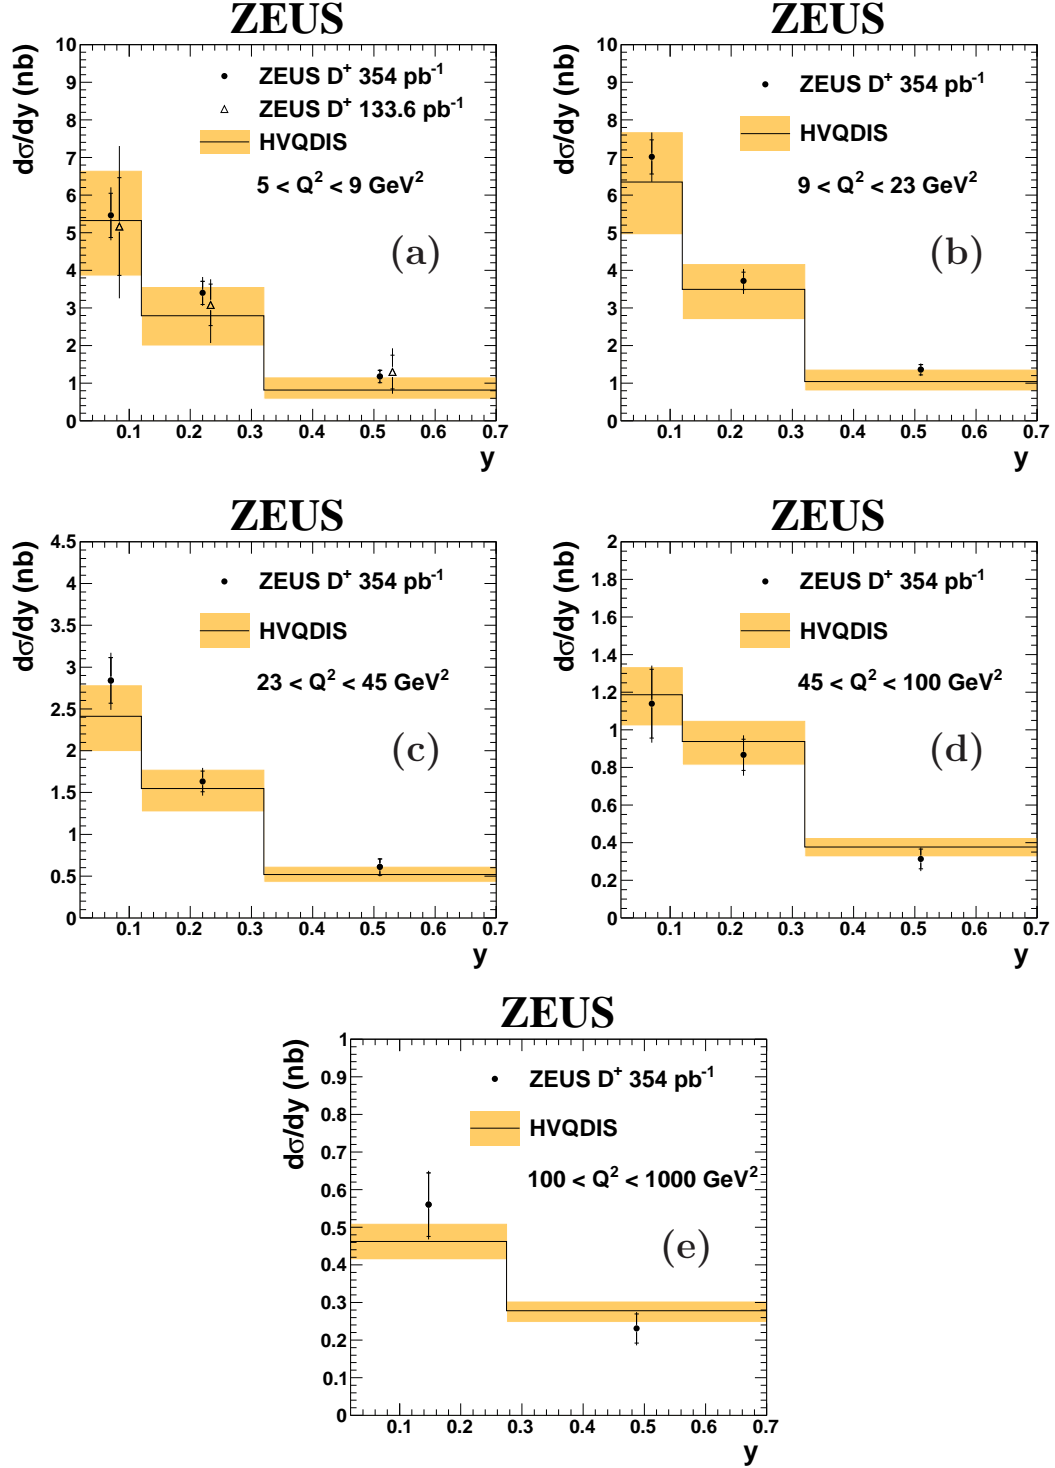 ZEUS
dσ/dy (nb)
10
9
8
7
6
5
4
3
2
1
0
ZEUS D⁺ 354 pb⁻¹
ZEUS D⁺ 133.6 pb⁻¹
HVQDIS
5 < Q² < 9 GeV²
(a)
0.1 0.2 0.3 0.4 0.5 0.6 0.7
y
ZEUS
dσ/dy (nb)
10
9
8
7
6
5
4
3
2
1
0
ZEUS D⁺ 354 pb⁻¹
HVQDIS
9 < Q² < 23 GeV²
(b)
0.1 0.2 0.3 0.4 0.5 0.6 0.7
y
ZEUS
dσ/dy (nb)
4.5
4
3.5
3
2.5
2
1.5
1
0.5
0
ZEUS D⁺ 354 pb⁻¹
HVQDIS
23 < Q² < 45 GeV²
(c)
0.1 0.2 0.3 0.4 0.5 0.6 0.7
y
ZEUS
dσ/dy (nb)
2
1.8
1.6
1.4
1.2
1
0.8
0.6
0.4
0.2
0
ZEUS D⁺ 354 pb⁻¹
HVQDIS
45 < Q² < 100 GeV²
(d)
0.1 0.2 0.3 0.4 0.5 0.6 0.7
y
ZEUS
dσ/dy (nb)
1
0.9
0.8
0.7
0.6
0.5
0.4
0.3
0.2
0.1
0
ZEUS D⁺ 354 pb⁻¹
HVQDIS
100 < Q² < 1000 GeV²
(e)
0.1 0.2 0.3 0.4 0.5 0.6 0.7
y